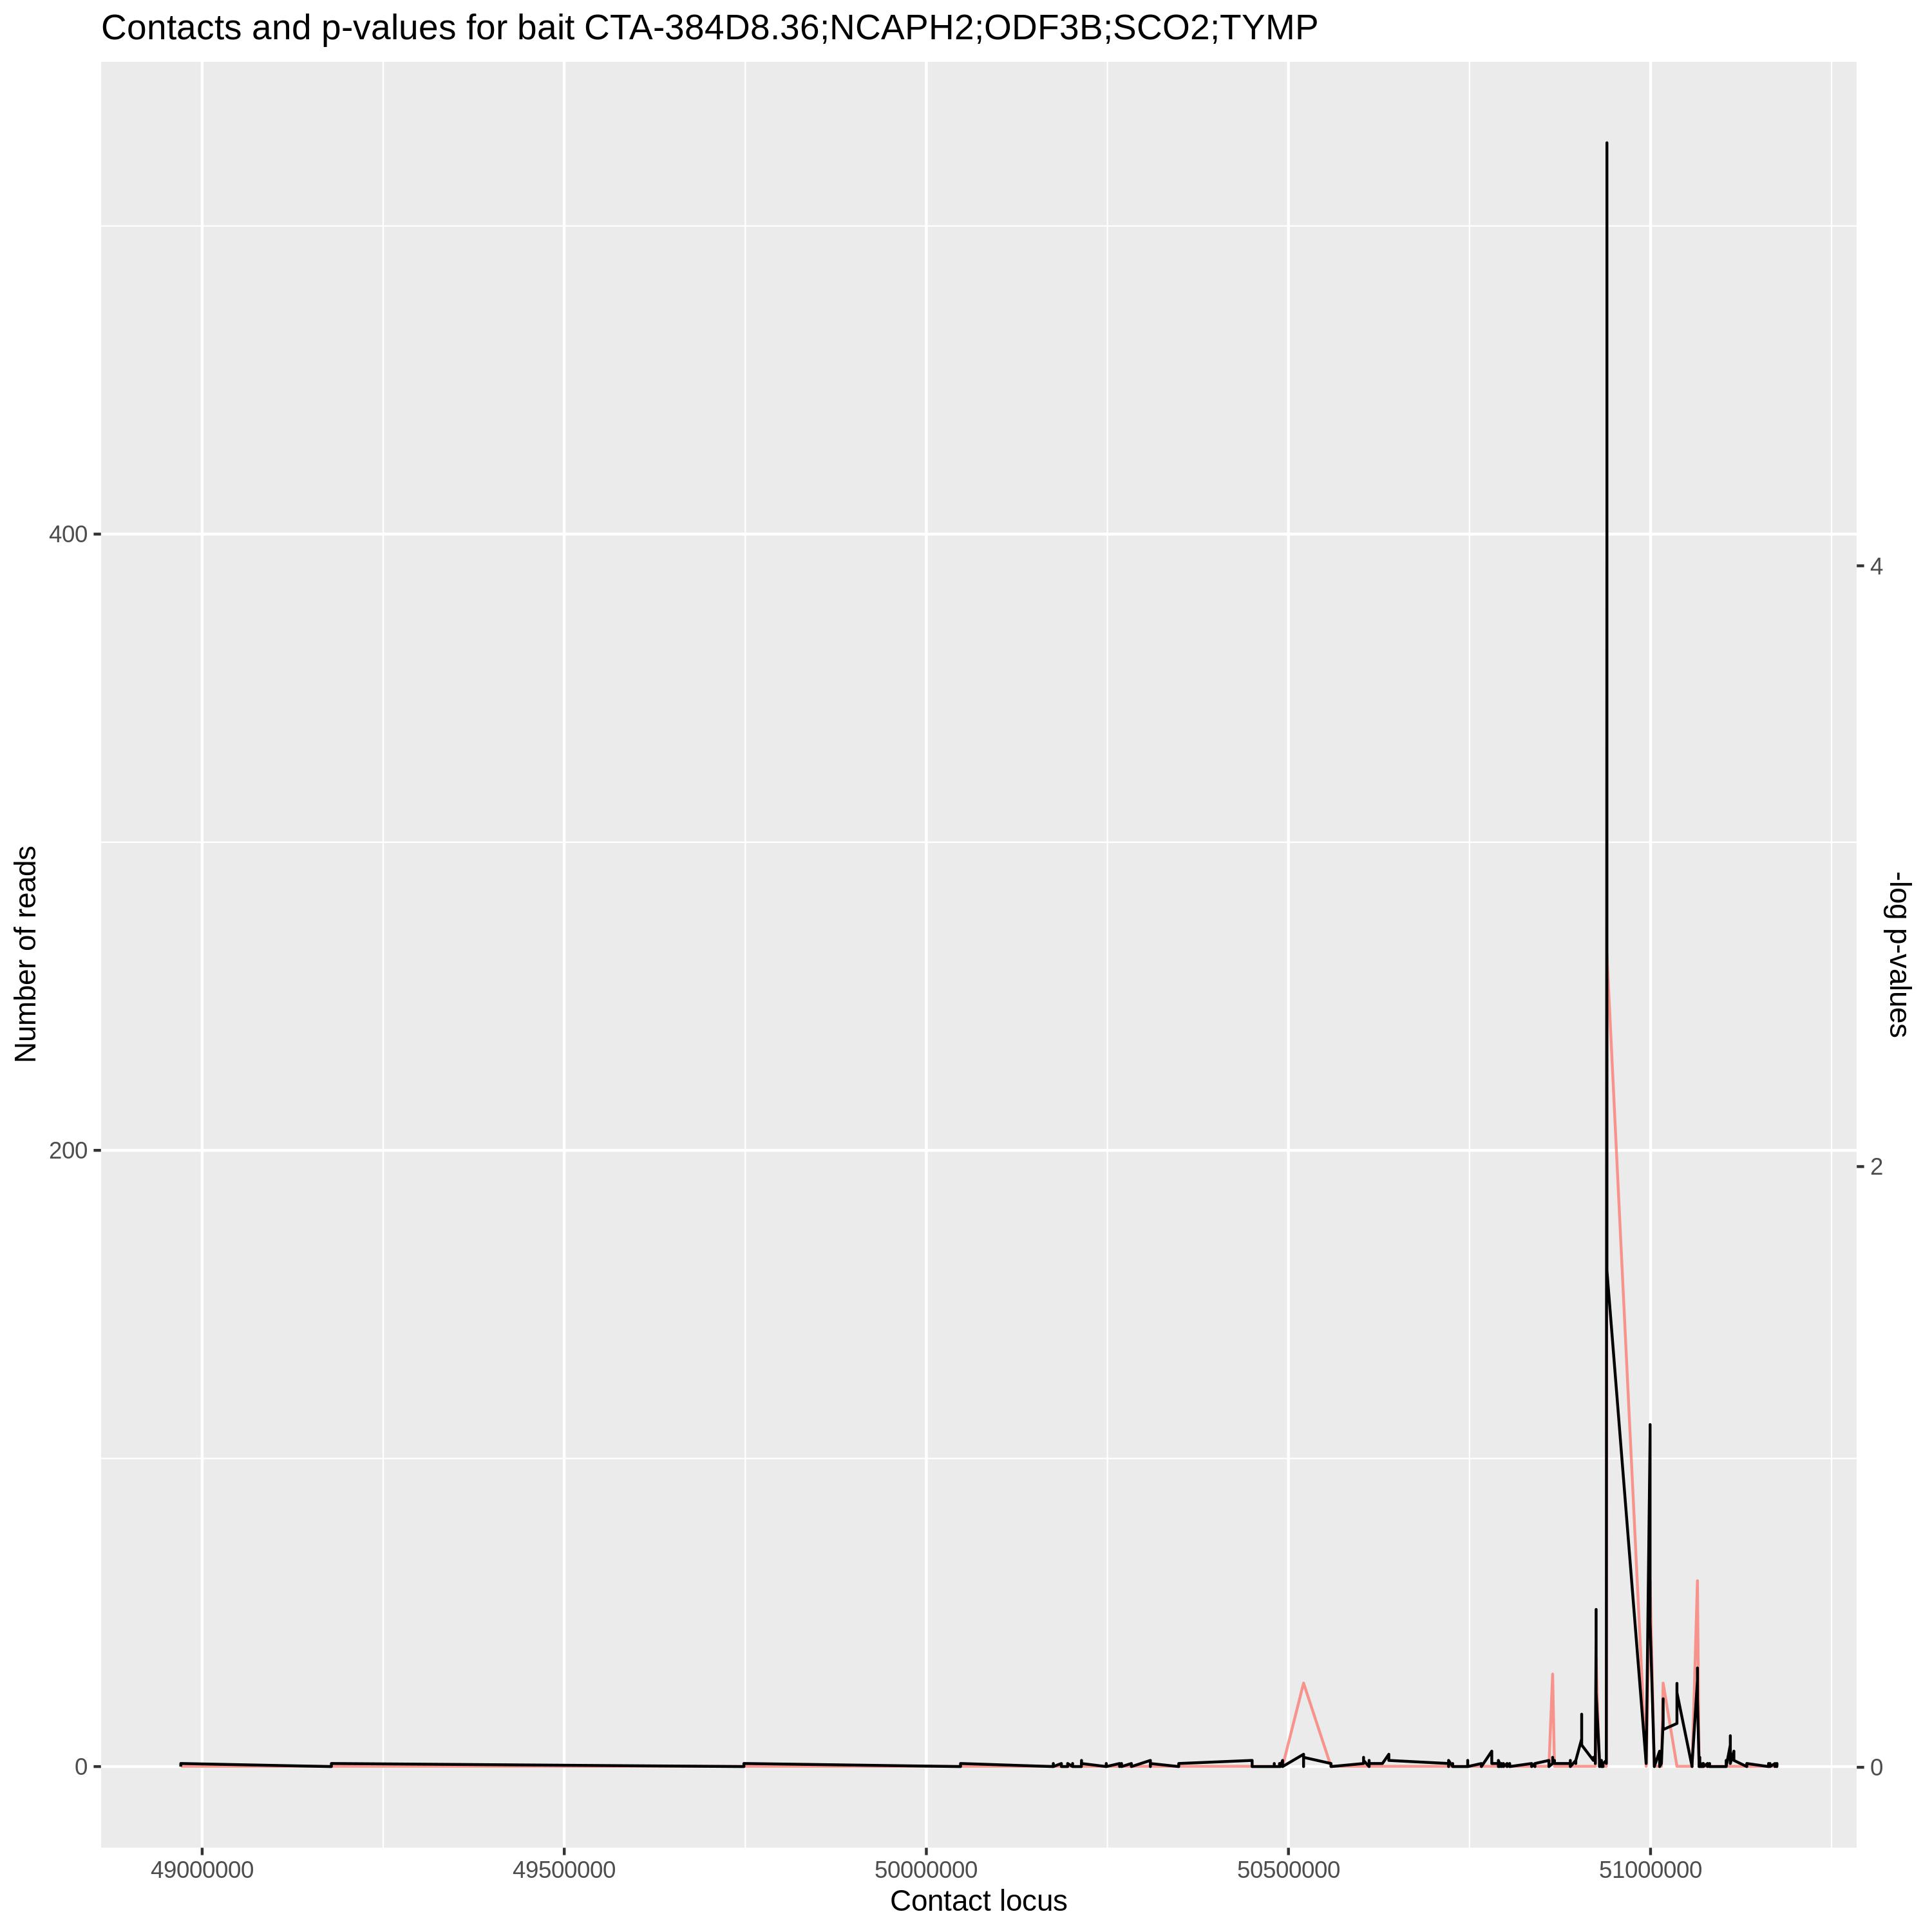 Contacts and p-values for bait CTA-384D8.36;NCAPH2;ODF3B;SCO2;TYMP
400
200
0
Number of reads
4
2
0
-log p-values
49000000 49500000 50000000 50500000 51000000
Contact locus